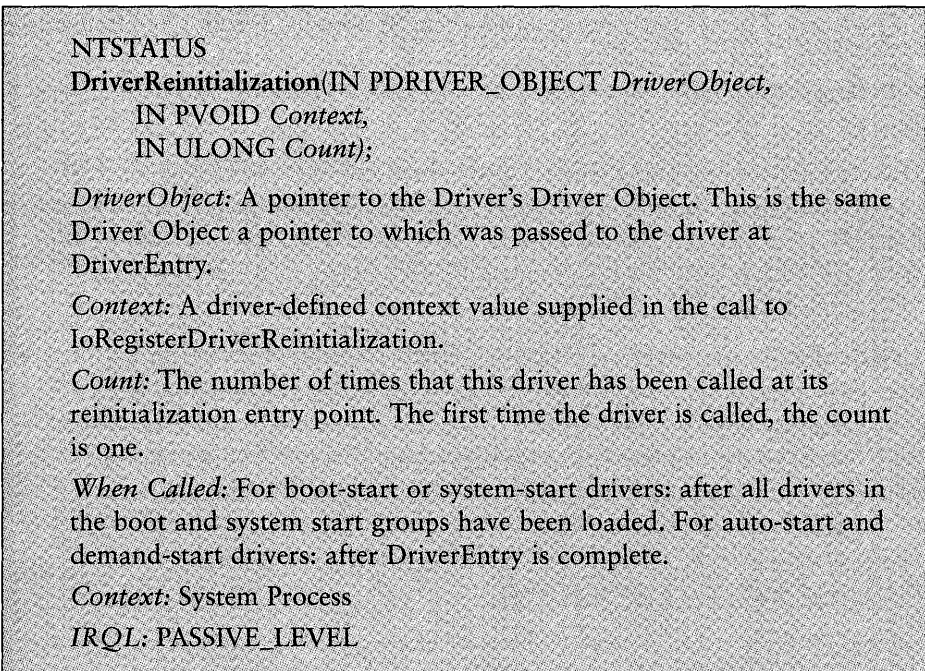 NTSTATUS
DriverReinitialization(IN PDRIVER_OBJECT DriverObject,
IN PVOID Context,
IN ULONG Count);
DriverObject: A pointer to the Driver's Driver Object. This is the same
Driver Object a pointer to which was passed to the driver at
DriverEntry.
Context: A driver-defined context value supplied in the call to
IoRegisterDriverReinitialization.
Count: The number of times that this driver has been called at its
reinitialization entry point. The first time the driver is called, the count
is one.
When Called: For boot-start or system-start drivers: after all drivers in
the boot and system start groups have been loaded. For auto-start and
demand-start drivers: after DriverEntry is complete.
Context: System Process
IRQL: PASSIVE_LEVEL